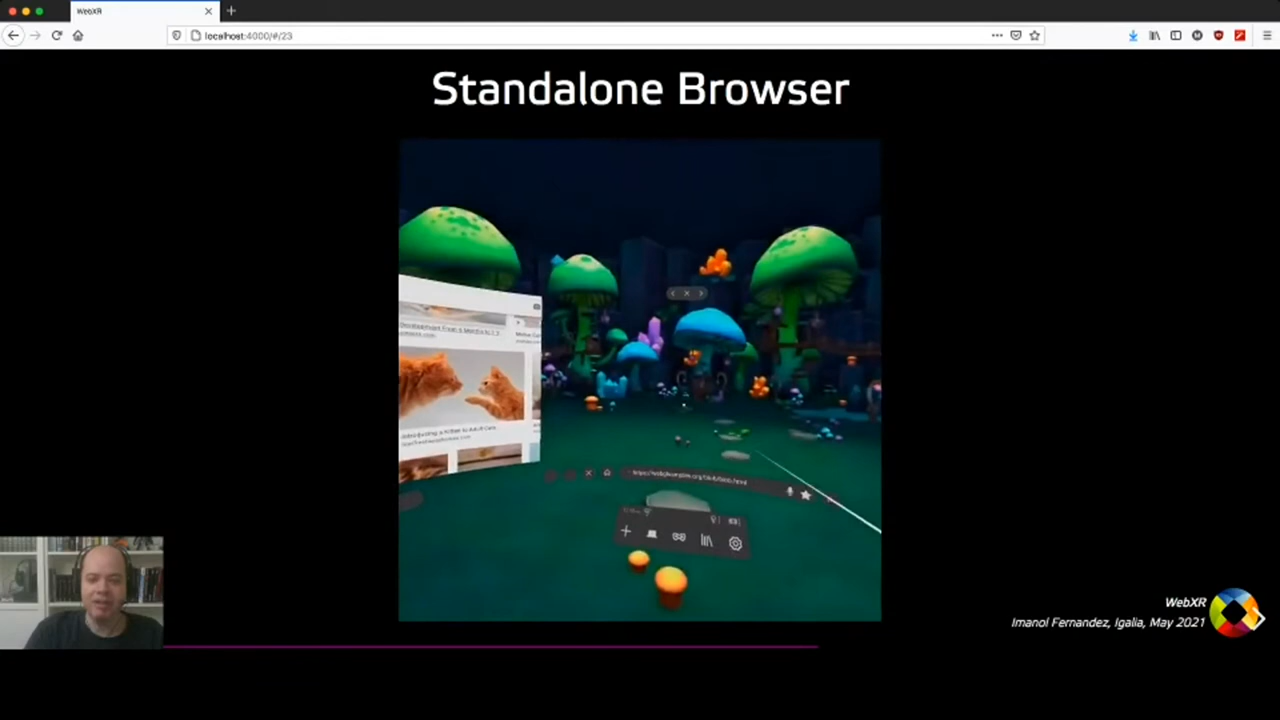 WebXR
localhost:4000/#/23
Standalone Browser
WebXR
Imanol Fernandez, Igalia, May 2021